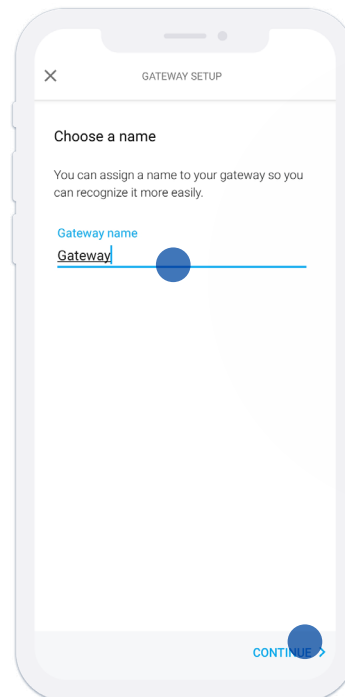 GATEWAY SETUP
Choose a name
You can assign a name to your gateway so you
can recognize it more easily.
Gateway name
Gateway
CONTINUE